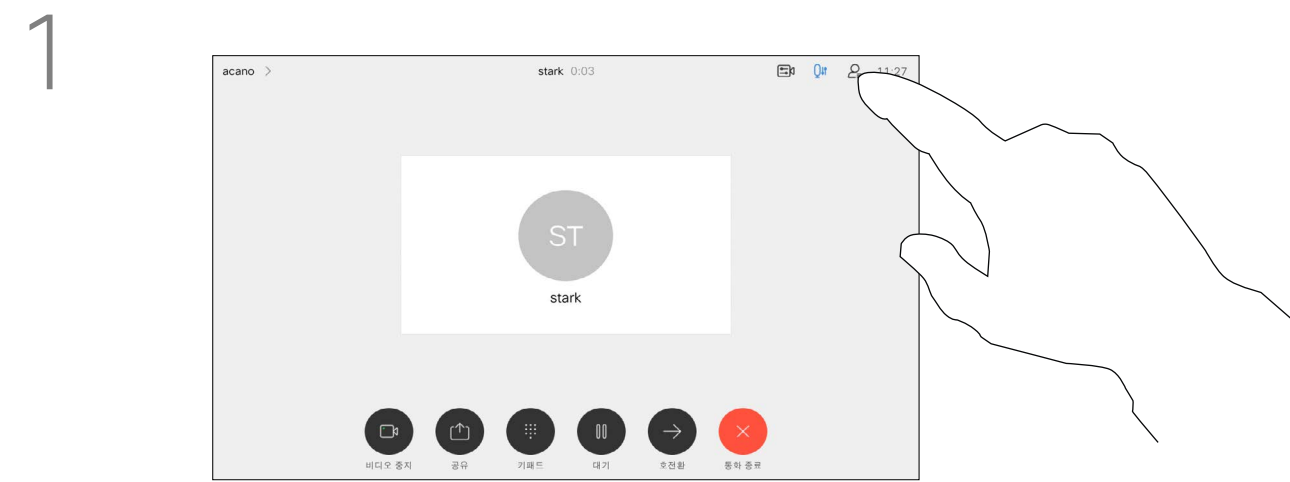 1
acano >
stark 0:03
11:27
ST
stark
비디오 중지
공유
키패드
대기
호전환
통화 종료